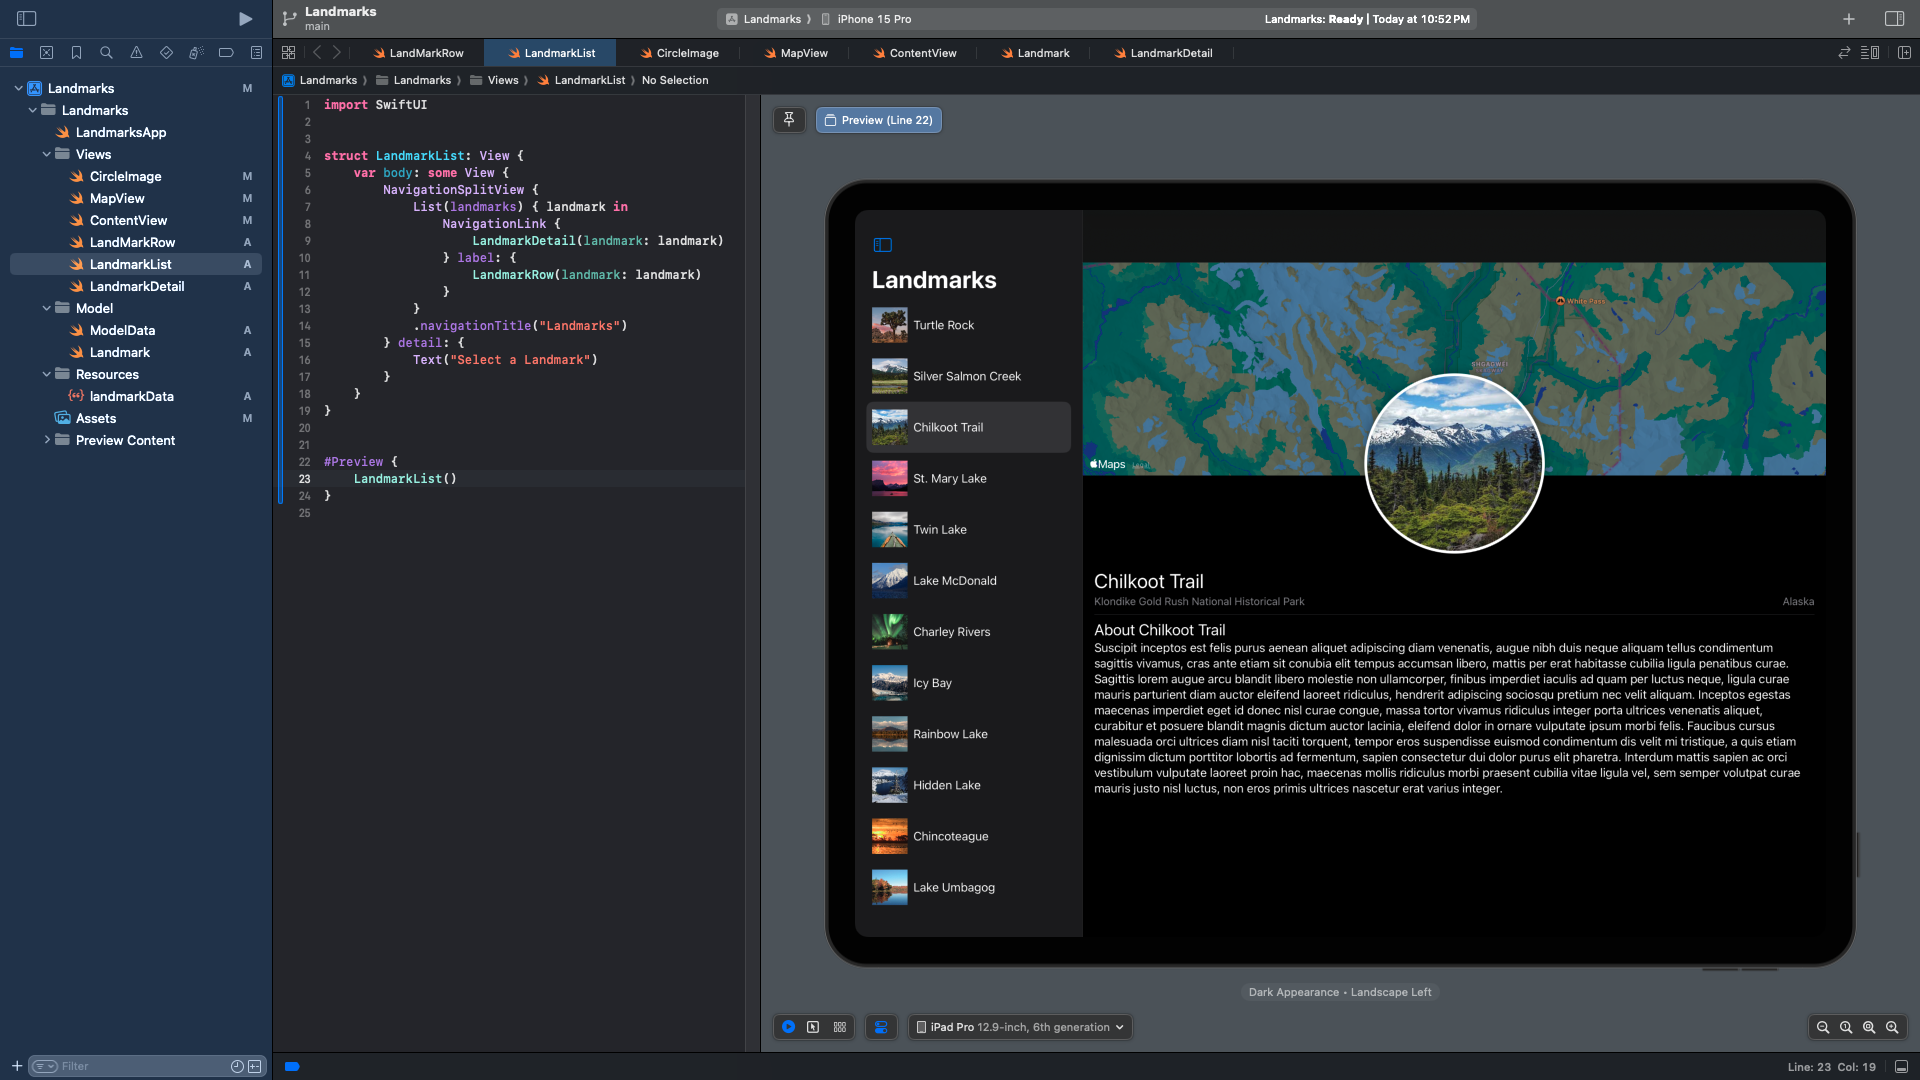 Landmarks
main
Landmarks ⟩ iPhone 15 Pro
Landmarks: Ready | Today at 10:52 PM
LandMarkRow
LandmarkList
CircleImage
MapView
ContentView
Landmark
LandmarkDetail
Landmarks ⟩ Landmarks ⟩ Views ⟩ LandmarkList ⟩ No Selection
Landmarks M
Landmarks
LandmarksApp
Views
CircleImage M
MapView M
ContentView M
LandMarkRow A
LandmarkList A
LandmarkDetail A
Model
ModelData A
Landmark A
Resources
landmarkData A
Assets M
Preview Content
Filter
1 import SwiftUI
2
3
4 struct LandmarkList: View {
5 var body: some View {
6 NavigationSplitView {
7 List(landmarks) { landmark in
8 NavigationLink {
9 LandmarkDetail(landmark: landmark)
10 } label: {
11 LandmarkRow(landmark: landmark)
12 }
13 }
14 .navigationTitle("Landmarks")
15 } detail: {
16 Text("Select a Landmark")
17 }
18 }
19 }
20
21
22 #Preview {
23 LandmarkList()
24 }
25
Preview (Line 22)
Landmarks
Turtle Rock
Silver Salmon Creek
Chilkoot Trail
St. Mary Lake
Twin Lake
Lake McDonald
Charley Rivers
Icy Bay
Rainbow Lake
Hidden Lake
Chincoteague
Lake Umbagog
White Pass
Maps Legal
Chilkoot Trail
Klondike Gold Rush National Historical Park Alaska
About Chilkoot Trail
Suscipit inceptos est felis purus aenean aliquet adipiscing diam venenatis, augue nibh duis neque aliquam tellus condimentum
sagittis vivamus, cras ante etiam sit conubia elit tempus accumsan libero, mattis per erat habitasse cubilia ligula penatibus curae.
Sagittis lorem augue arcu blandit libero molestie non ullamcorper, finibus imperdiet iaculis ad quam per luctus neque, ligula curae
mauris parturient diam auctor eleifend laoreet ridiculus, hendrerit adipiscing sociosqu pretium nec velit aliquam. Inceptos egestas
maecenas imperdiet eget id donec nisl curae congue, massa tortor vivamus ridiculus integer porta ultrices venenatis aliquet,
curabitur et posuere blandit magnis dictum auctor lacinia, eleifend dolor in ornare vulputate ipsum morbi felis. Faucibus cursus
malesuada orci ultrices diam nisl taciti torquent, tempor eros suspendisse euismod condimentum dis velit mi tristique, a quis etiam
dignissim dictum porttitor lobortis ad fermentum, sapien consectetur dui dolor purus elit pharetra. Interdum mattis sapien ac orci
vestibulum vulputate laoreet proin hac, maecenas mollis ridiculus morbi praesent cubilia vitae ligula vel, sem semper volutpat curae
mauris justo nisl luctus, non eros primis ultrices nascetur erat varius integer.
Dark Appearance • Landscape Left
iPad Pro 12.9-inch, 6th generation
Line: 23 Col: 19